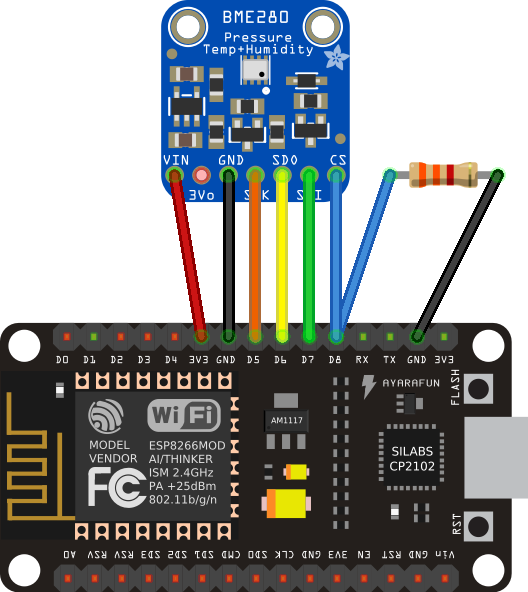 BME280
Pressure
Temp+Humidity
VIN GND SDO CS
3Vo SCK SDI
D0 D1 D2 D3 D4 3V3 GND D5 D6 D7 D8 RX TX GND 3V3
AYARAFUN
FLASH
WiFi
AM1117
MODEL
VENDOR
ESP8266MOD
AI/THINKER
ISM 2.4GHz
PA +25dBm
802.11b/g/n
FCC
SILABS
CP2102
RST
A0 RSV RSV SD3 SD2 SD1 CMD SD0 CLK GND 3V3 EN RST GND Vin